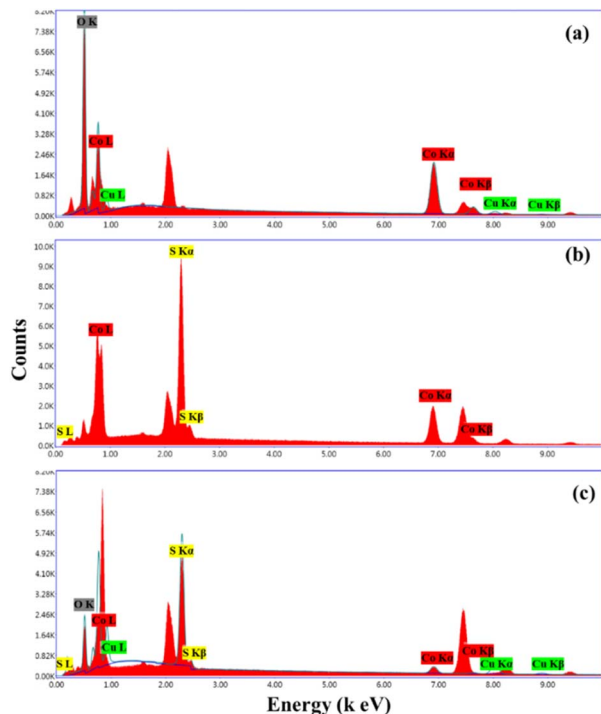 8.20K
(a)
O K
7.38K
6.56K
5.74K
4.92K
4.10K
3.28K
Co L
Co Kα
2.46K
1.64K
Co Kβ
Cu L
Cu Kα
Cu Kβ
0.82K
0.00K
0.00 1.00 2.00 3.00 4.00 5.00 6.00 7.00 8.00 9.00
10.0K
S Kα
(b)
9.0K
8.0K
7.0K
6.0K
Co L
5.0K
4.0K
3.0K
Co Kα
2.0K
S Kβ
1.0K
S L
Co Kβ
0.0K
0.00 1.00 2.00 3.00 4.00 5.00 6.00 7.00 8.00 9.00
Counts
8.20K
(c)
7.38K
6.56K
5.74K
S Kα
4.92K
4.10K
3.28K
O K
2.46K
Co L
1.64K
Cu L
S Kβ
Co Kβ
0.82K
S L
Co Kα
Cu Kα
Cu Kβ
0.00K
0.00 1.00 2.00 3.00 4.00 5.00 6.00 7.00 8.00 9.00
Energy (k eV)